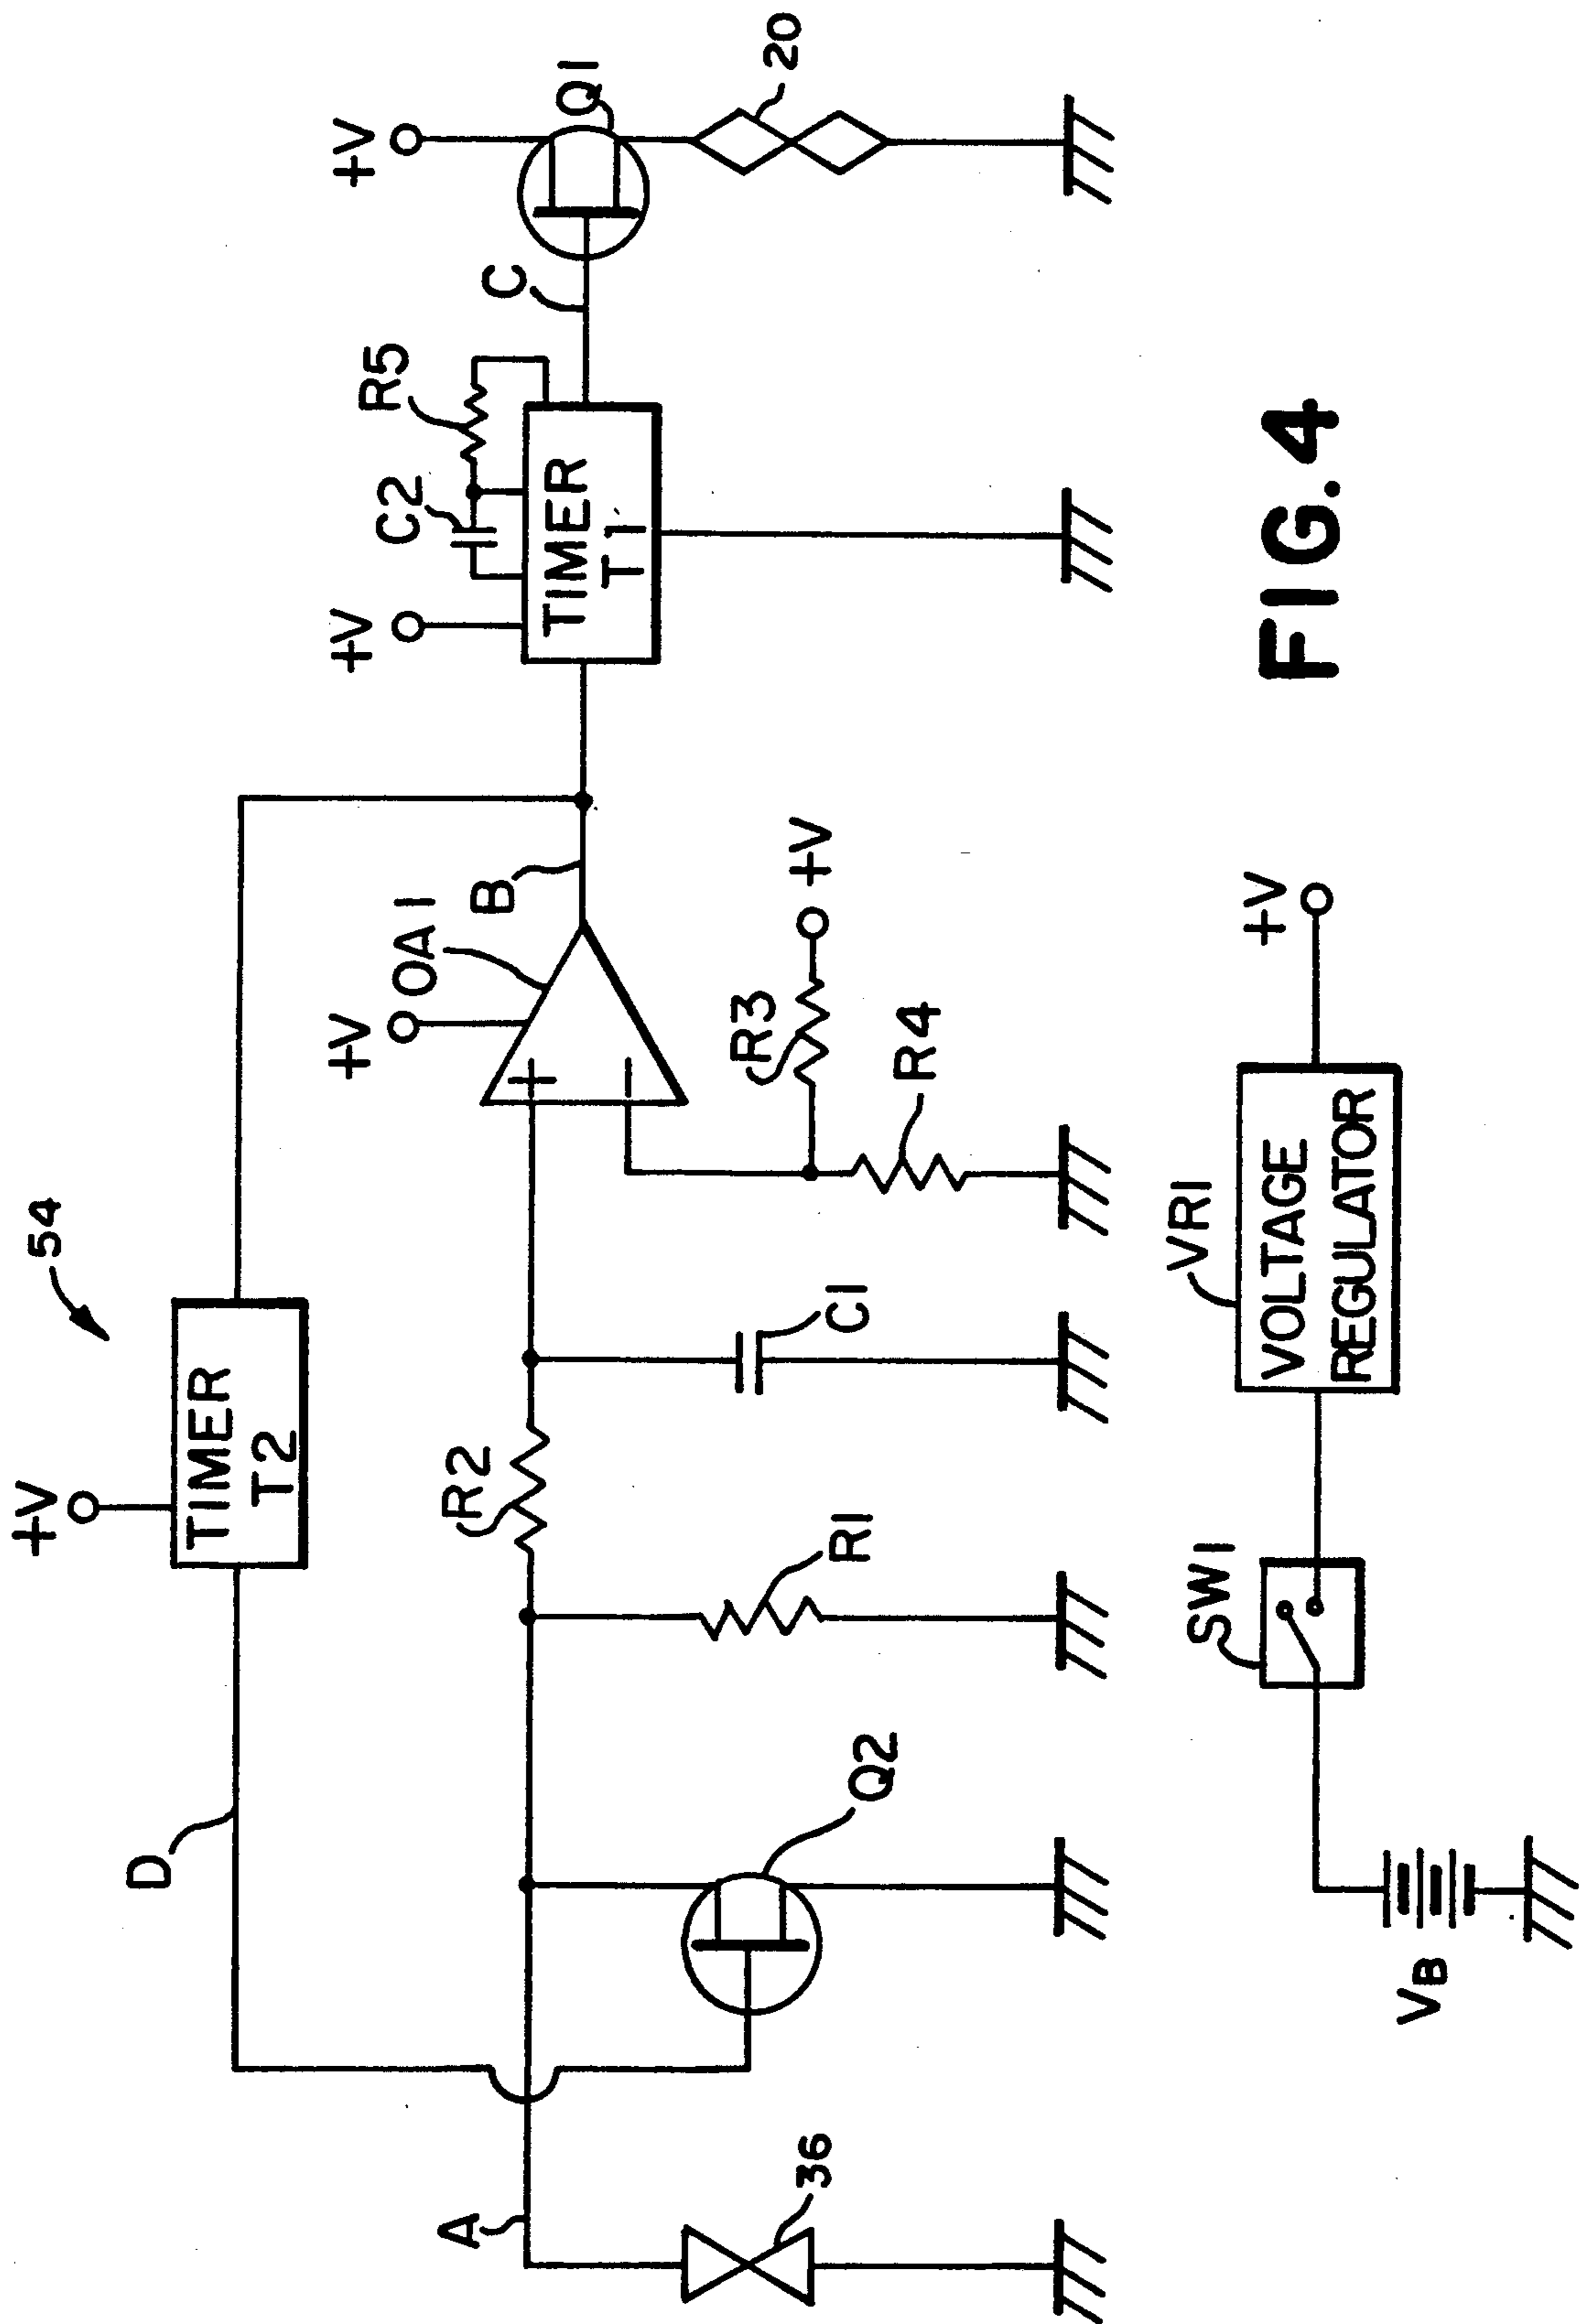 54
+V
TIMER
T2
D
+V
+V
+V
C2
R5
C
Q1
20
TIMER
T1
OA1
B
A
R2
+
−
R3
+V
R4
36
Q2
R1
C1
VB
SW1
VR1
VOLTAGE
REGULATOR
+V
FIG. 4